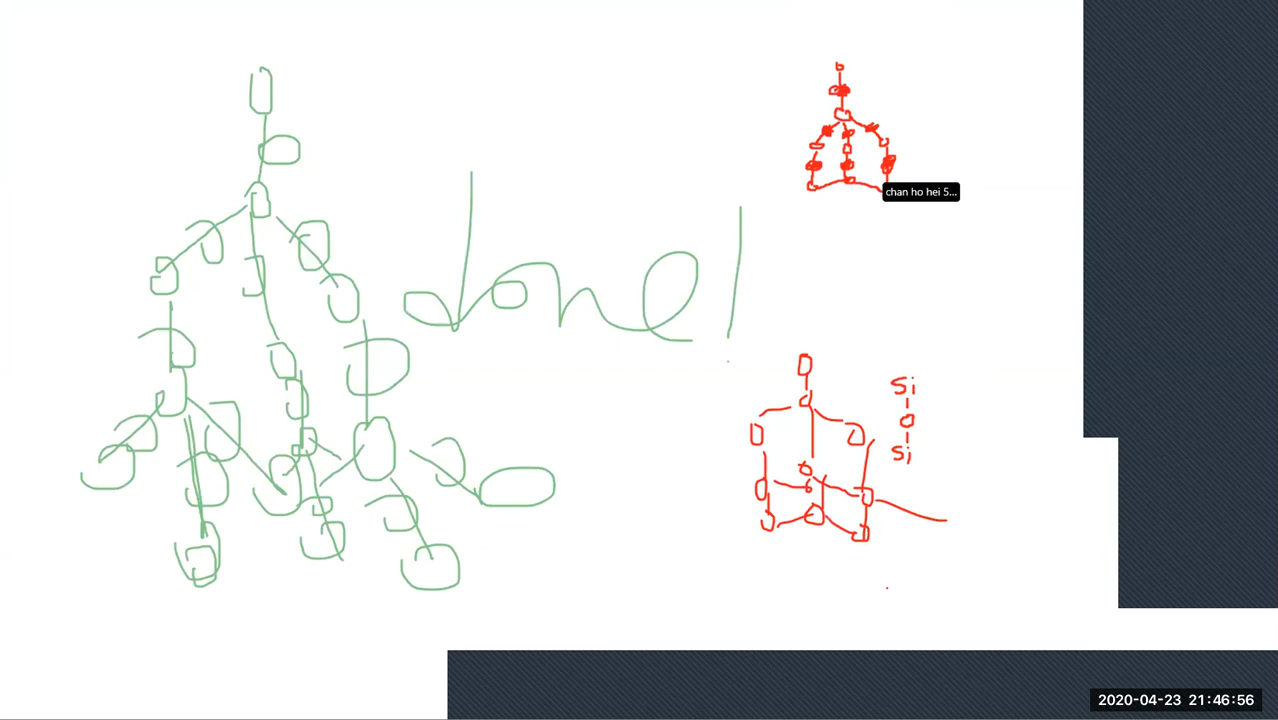 chan ho hei 5...
done!
Si
O
Si
2020-04-23 21:46:56